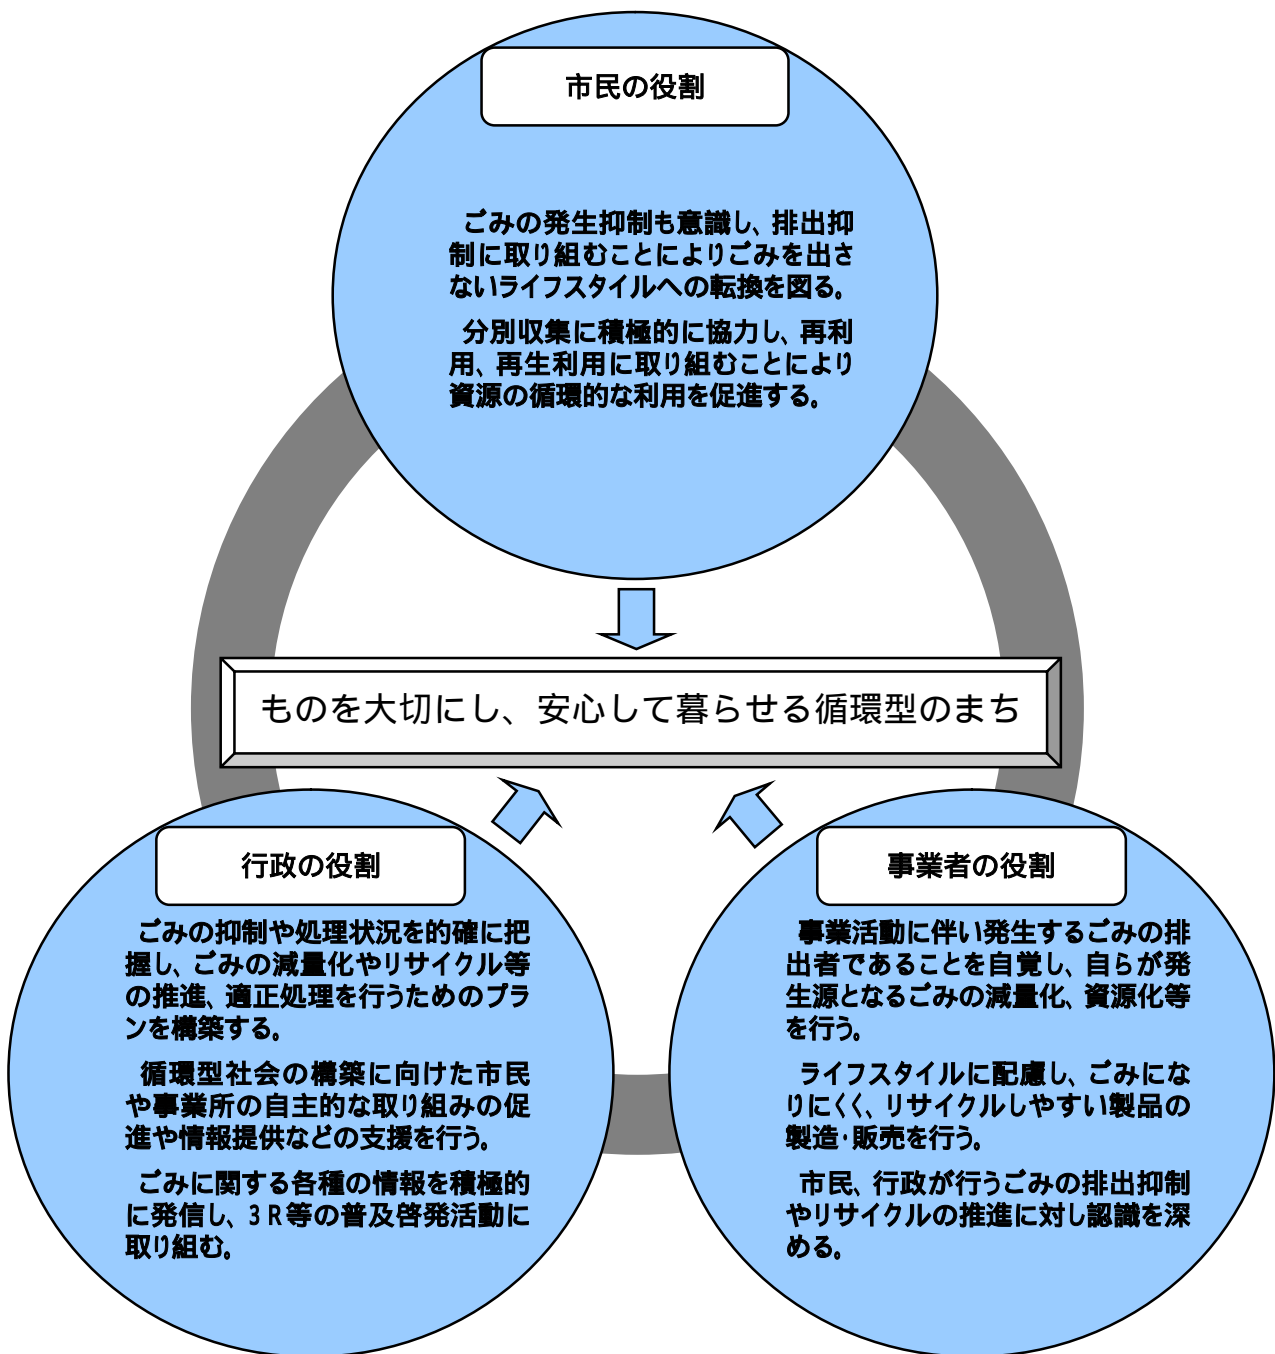 市民の役割
ごみの発生抑制も意識し、排出抑
制に取り組むことによりごみを出さ
ないライフスタイルへの転換を図る。
分別収集に積極的に協力し、再利
用、再生利用に取り組むことにより
資源の循環的な利用を促進する。
ものを大切にし、安心して暮らせる循環型のまち
行政の役割
ごみの抑制や処理状況を的確に把
握し、ごみの減量化やリサイクル等
の推進、適正処理を行うためのプラ
ンを構築する。
循環型社会の構築に向けた市民
や事業所の自主的な取り組みの促
進や情報提供などの支援を行う。
ごみに関する各種の情報を積極的
に発信し、3R等の普及啓発活動に
取り組む。
事業者の役割
事業活動に伴い発生するごみの排
出者であることを自覚し、自らが発
生源となるごみの減量化、資源化等
を行う。
ライフスタイルに配慮し、ごみにな
りにくく、リサイクルしやすい製品の
製造・販売を行う。
市民、行政が行うごみの排出抑制
やリサイクルの推進に対し認識を深
める。